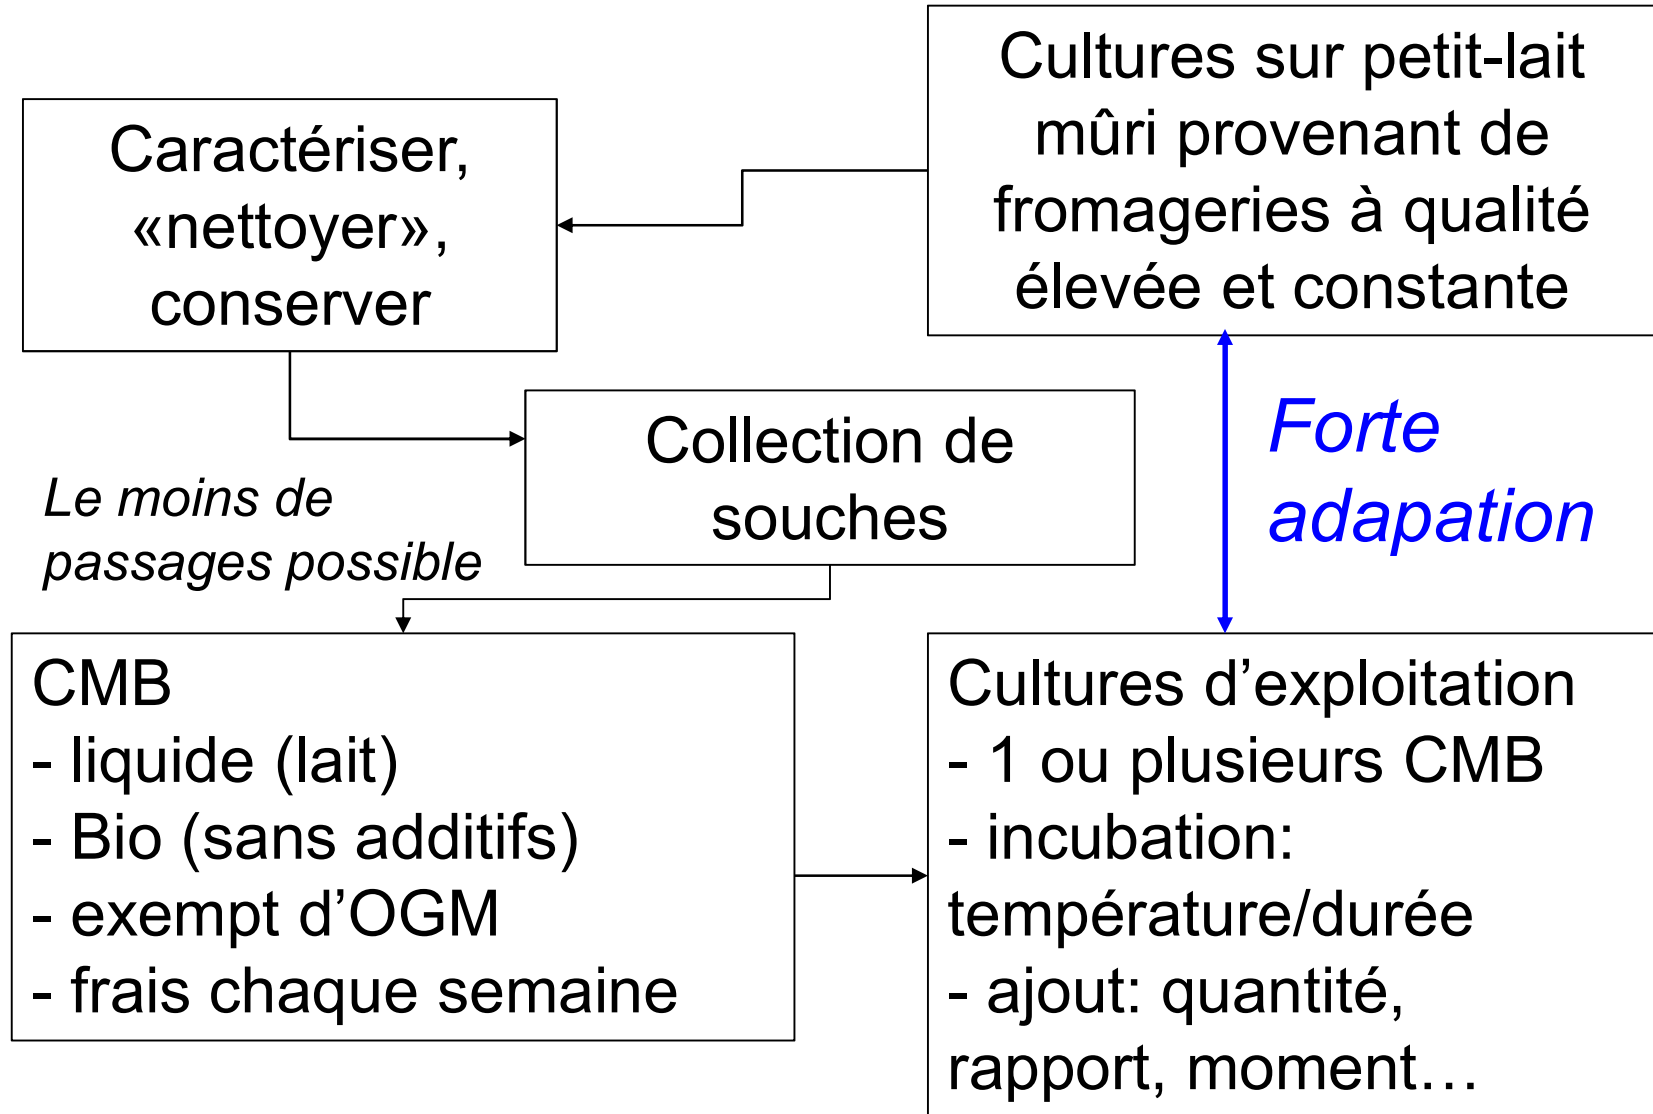 Cultures sur petit-lait
mûri provenant de
fromageries à qualité
élevée et constante
Caractériser,
«nettoyer»,
conserver
Collection de
souches
Forte
adapation
Le moins de
passages possible
CMB
- liquide (lait)
- Bio (sans additifs)
- exempt d’OGM
- frais chaque semaine
Cultures d’exploitation
- 1 ou plusieurs CMB
- incubation:
température/durée
- ajout: quantité,
rapport, moment…